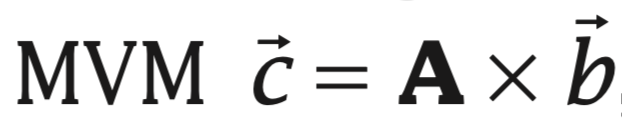 MVM c⃗ = A × b⃗